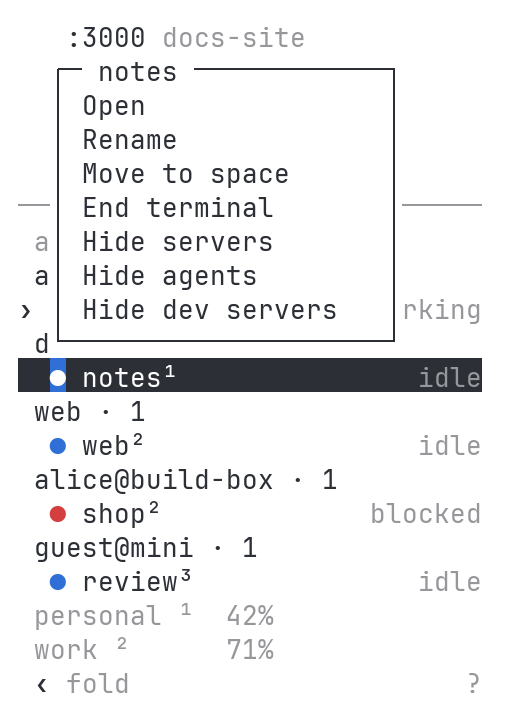 :3000 docs-site
notes
Open
Rename
Move to space
End terminal
Hide servers
a
Hide agents
a
Hide dev servers
› rking
d
notes¹ idle
web · 1
web² idle
alice@build-box · 1
shop² blocked
guest@mini · 1
review³ idle
personal ¹ 42%
work ² 71%
‹ fold ?